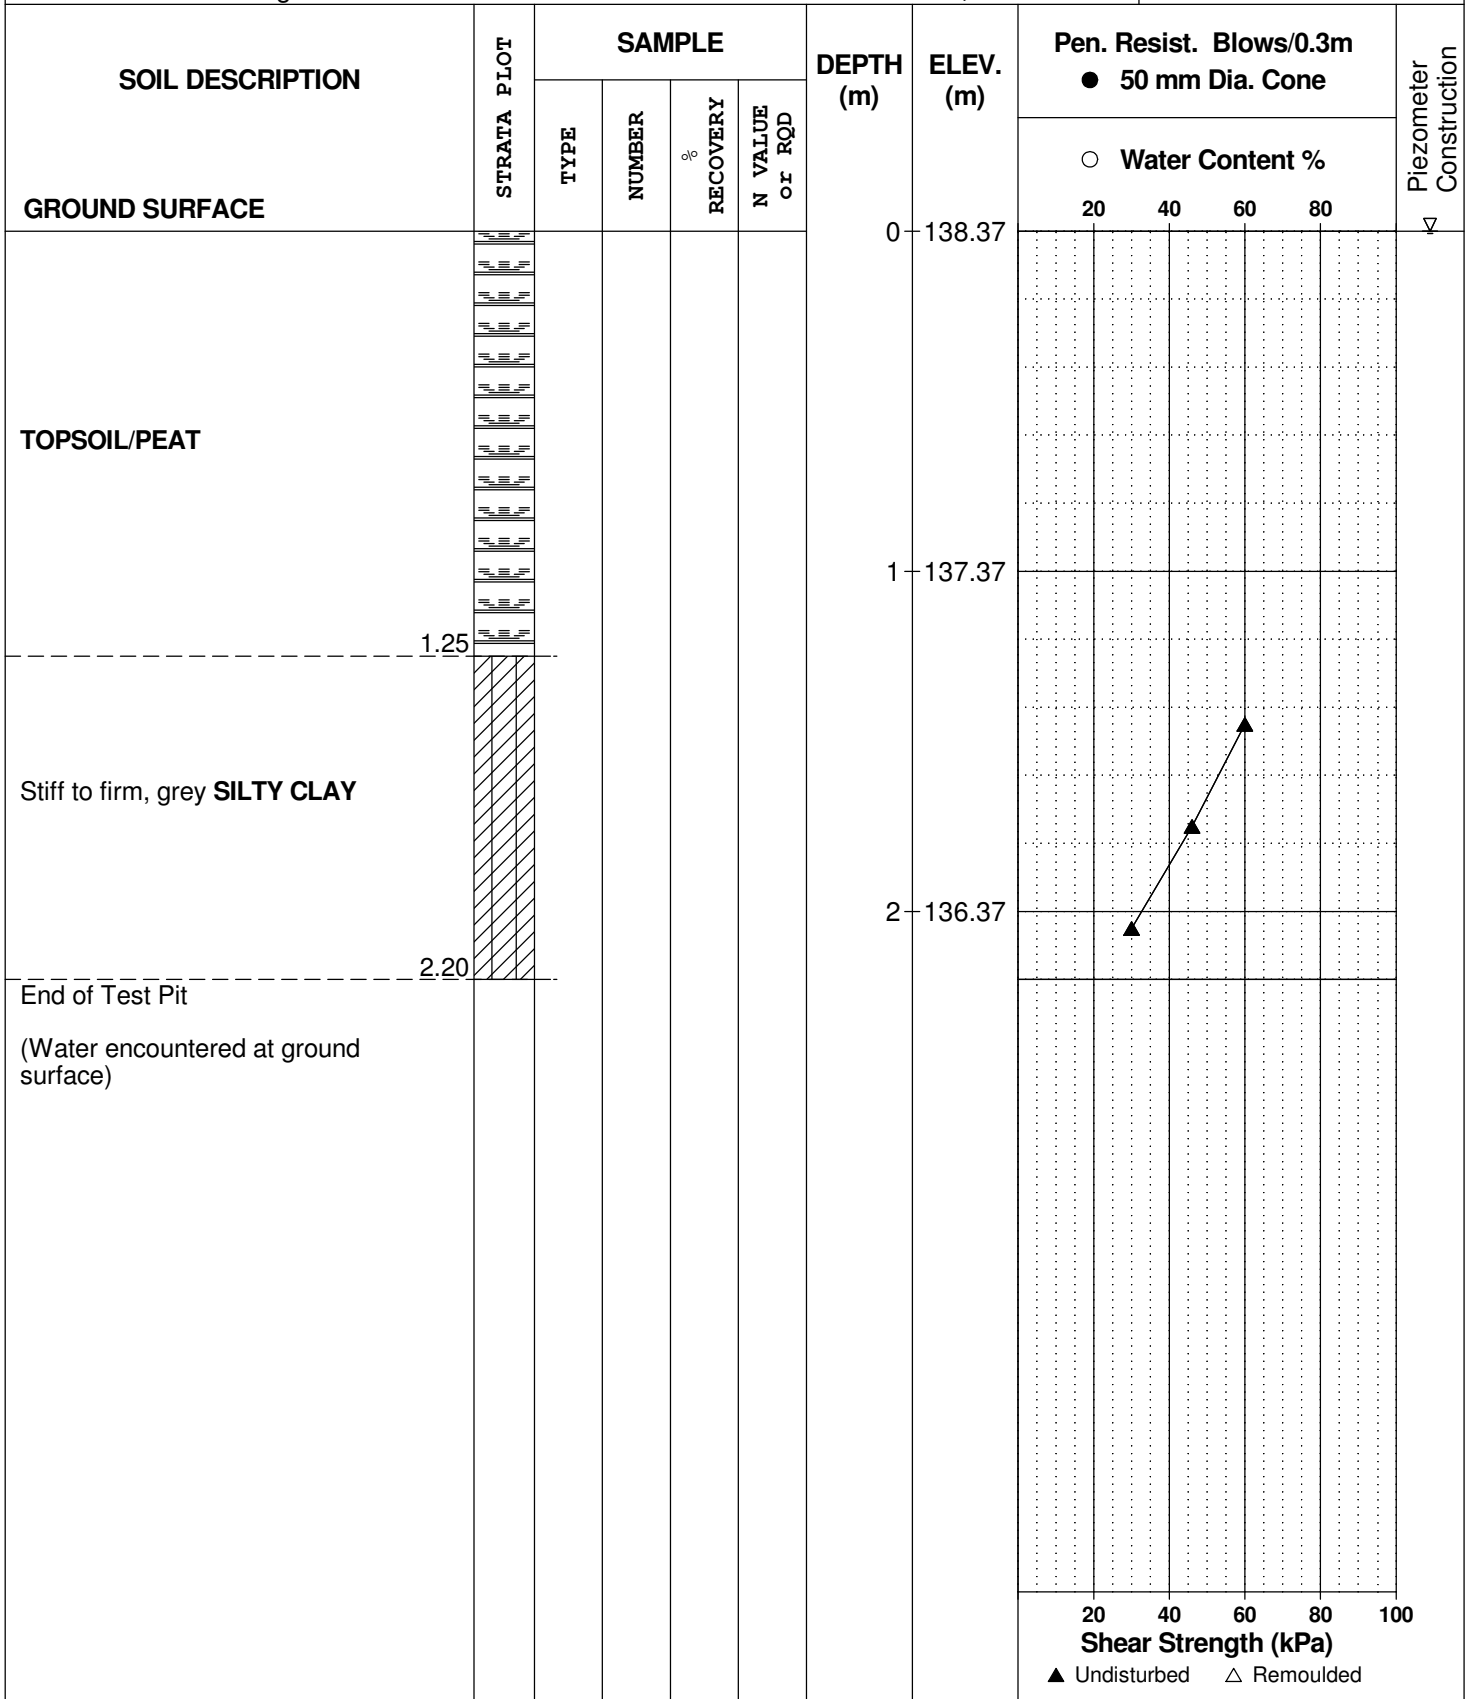 SOIL DESCRIPTION
GROUND SURFACE
STRATA PLOT
SAMPLE
TYPE
NUMBER
%
RECOVERY
N VALUE
or RQD
DEPTH
(m)
ELEV.
(m)
Pen. Resist. Blows/0.3m
● 50 mm Dia. Cone
○ Water Content %
20 40 60 80
Piezometer
Construction
0 138.37
TOPSOIL/PEAT
1 137.37
1.25
Stiff to firm, grey SILTY CLAY
2 136.37
2.20
End of Test Pit
(Water encountered at ground
surface)
20 40 60 80 100
Shear Strength (kPa)
▲ Undisturbed △ Remoulded